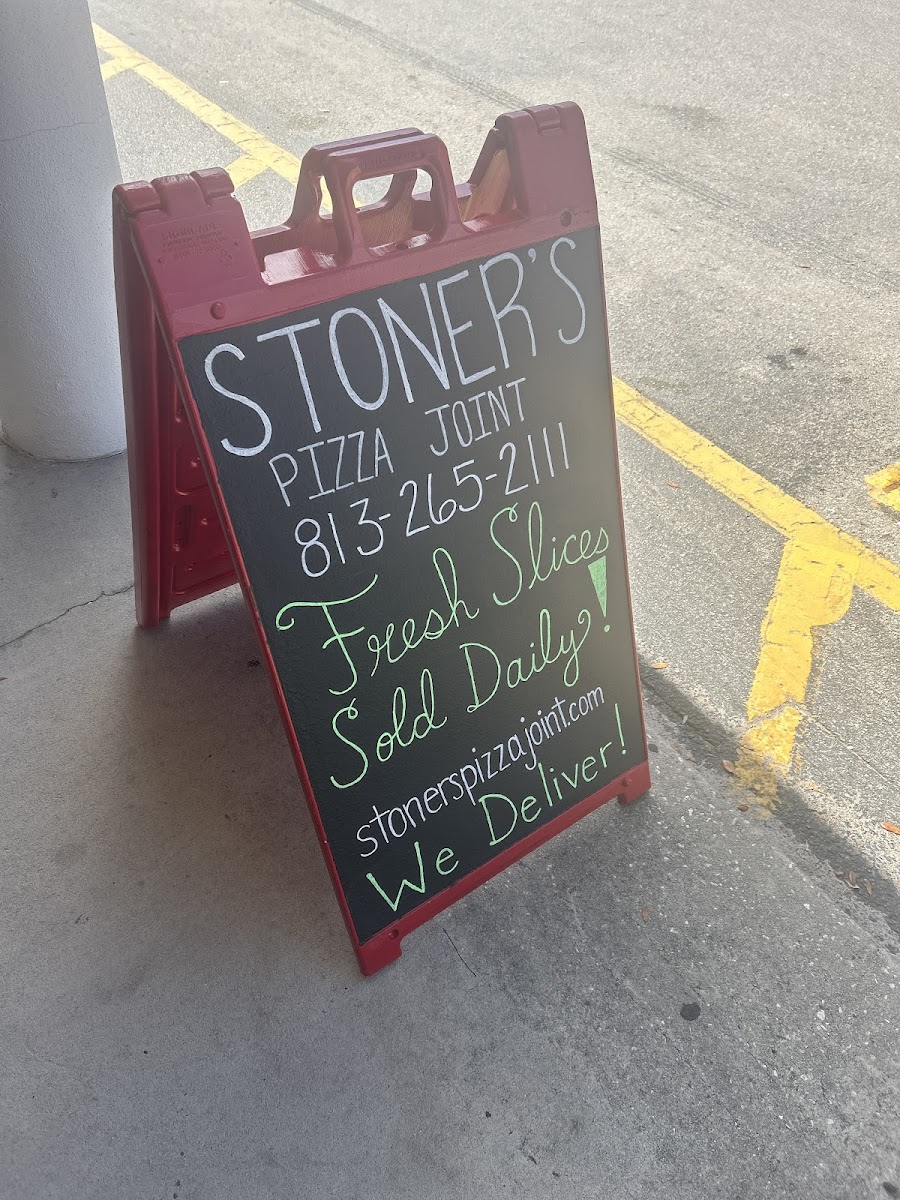 STONER'S
PIZZA JOINT
813-265-2111
Fresh Slices
Sold Daily!
stonerspizzajoint.com
We Deliver!